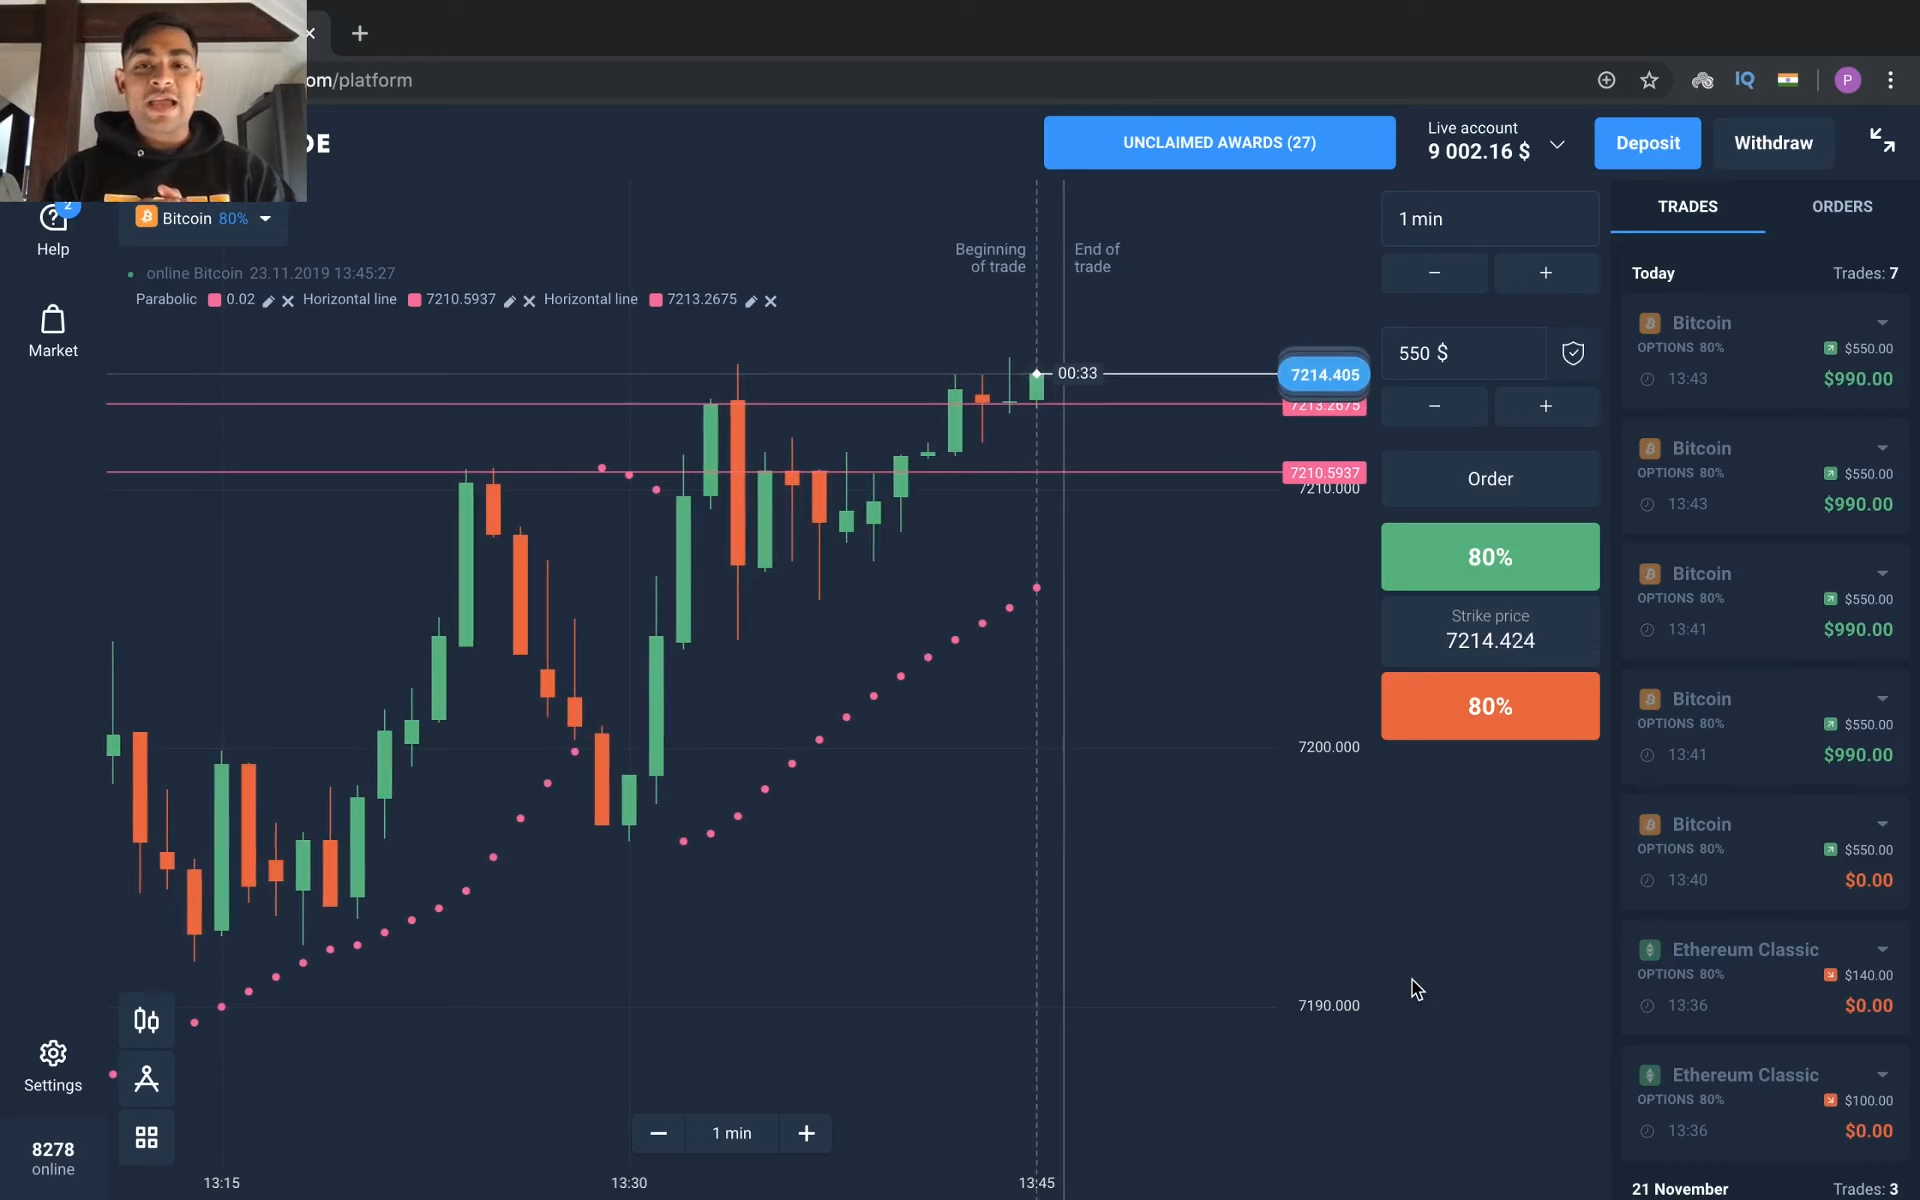 om/platform
IQ
P
DE
UNCLAIMED AWARDS (27)
Live account
9 002.16 $
Deposit
Withdraw
2
Help
Market
Settings
8278
online
Bitcoin 80%
online Bitcoin 23.11.2019 13:45:27
Parabolic 0.02 Horizontal line 7210.5937 Horizontal line 7213.2675
Beginning
of trade
End of
trade
00:33
7214.405
7213.2675
7210.5937
7210.000
7200.000
7190.000
1 min
13:15
13:30
13:45
1 min
− +
550 $
− +
Order
80%
Strike price
7214.424
80%
TRADES ORDERS
Today Trades: 7
Bitcoin
OPTIONS 80% $550.00
13:43 $990.00
Bitcoin
OPTIONS 80% $550.00
13:43 $990.00
Bitcoin
OPTIONS 80% $550.00
13:41 $990.00
Bitcoin
OPTIONS 80% $550.00
13:41 $990.00
Bitcoin
OPTIONS 80% $550.00
13:40 $0.00
Ethereum Classic
OPTIONS 80% $140.00
13:36 $0.00
Ethereum Classic
OPTIONS 80% $100.00
13:36 $0.00
21 November Trades: 3